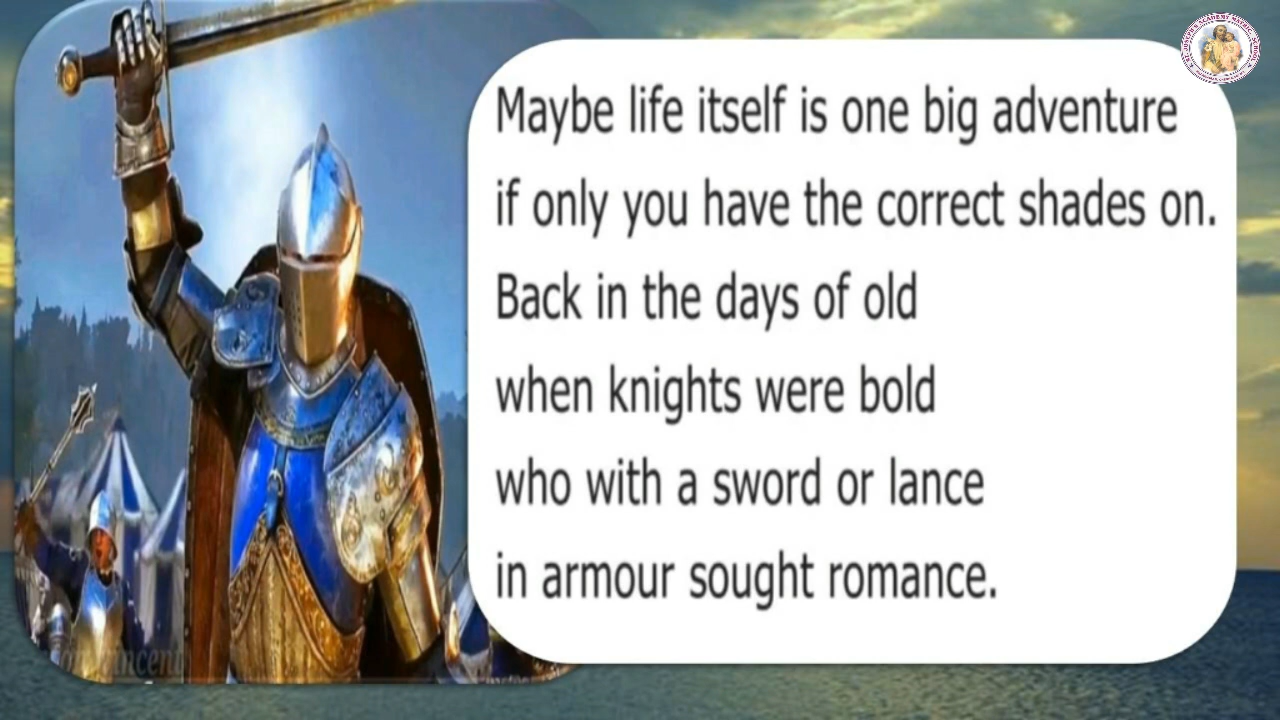 Maybe life itself is one big adventure
if only you have the correct shades on.
Back in the days of old
when knights were bold
who with a sword or lance
in armour sought romance.